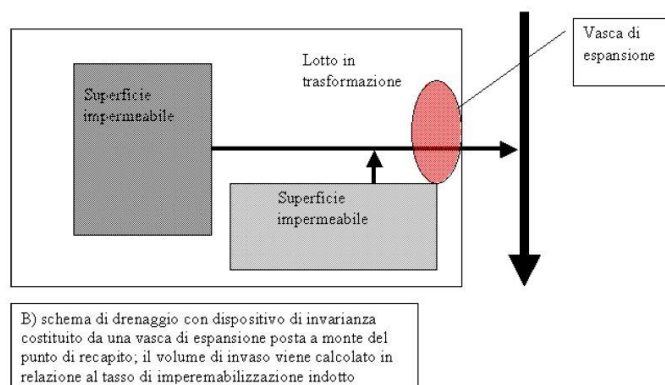 Vasca di
espansione
Lotto in
trasformazione
Superficie
impermeabile
Superficie
impermeabile
B) schema di drenaggio con dispositivo di invarianza
costituito da una vasca di espansione posta a monte del
punto di recapito; il volume di invaso viene calcolato in
relazione al tasso di imperemabilizzazione indotto